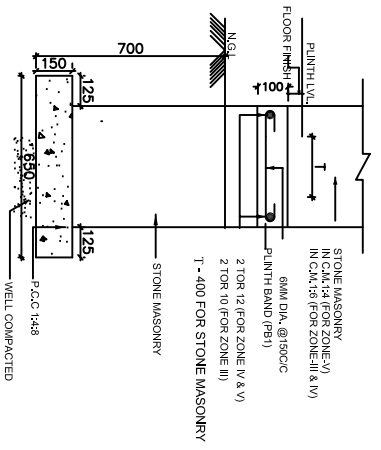 PLINTH LVL.
FLOOR FINISH
N.G.L
100
T
700
150
125
650
125
STONE MASONRY
IN C.M.1:4 (FOR ZONE-V)
IN C.M.1:6 (FOR ZONE-III & IV)
6MM DIA. @150C/C
PLINTH BAND (PB1)
2 TOR 12 (FOR ZONE IV & V)
2 TOR 10 (FOR ZONE III)
T - 400 FOR STONE MASONRY
STONE MASONRY
P.C.C 1:4:8
WELL COMPACTED